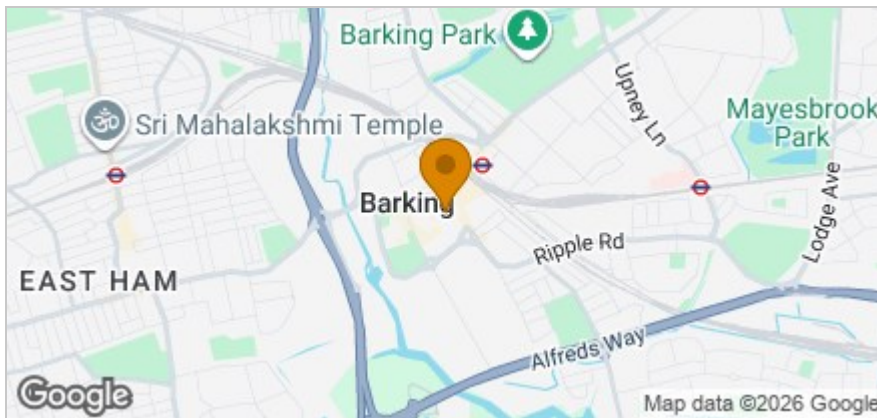 Barking Park
Upney Ln
Sri Mahalakshmi Temple
Mayesbrook
Park
Barking
Lodge Ave
Ripple Rd
EAST HAM
Alfreds Way
Google
Map data ©2026 Google